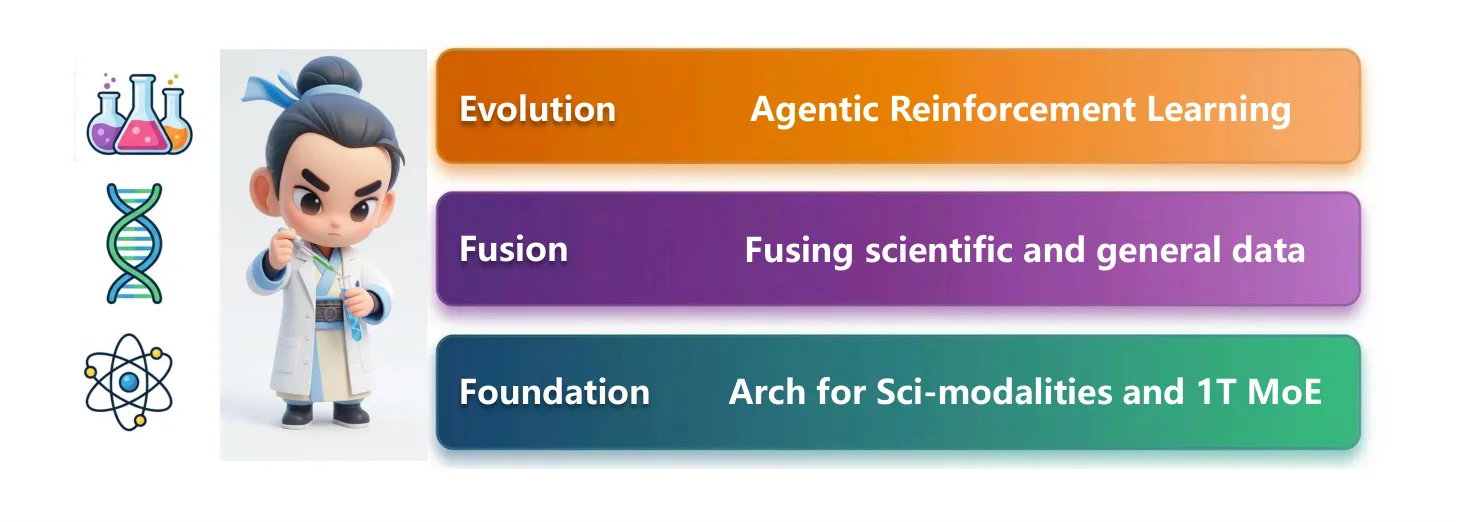 Evolution Agentic Reinforcement Learning
Fusion Fusing scientific and general data
Foundation Arch for Sci-modalities and 1T MoE